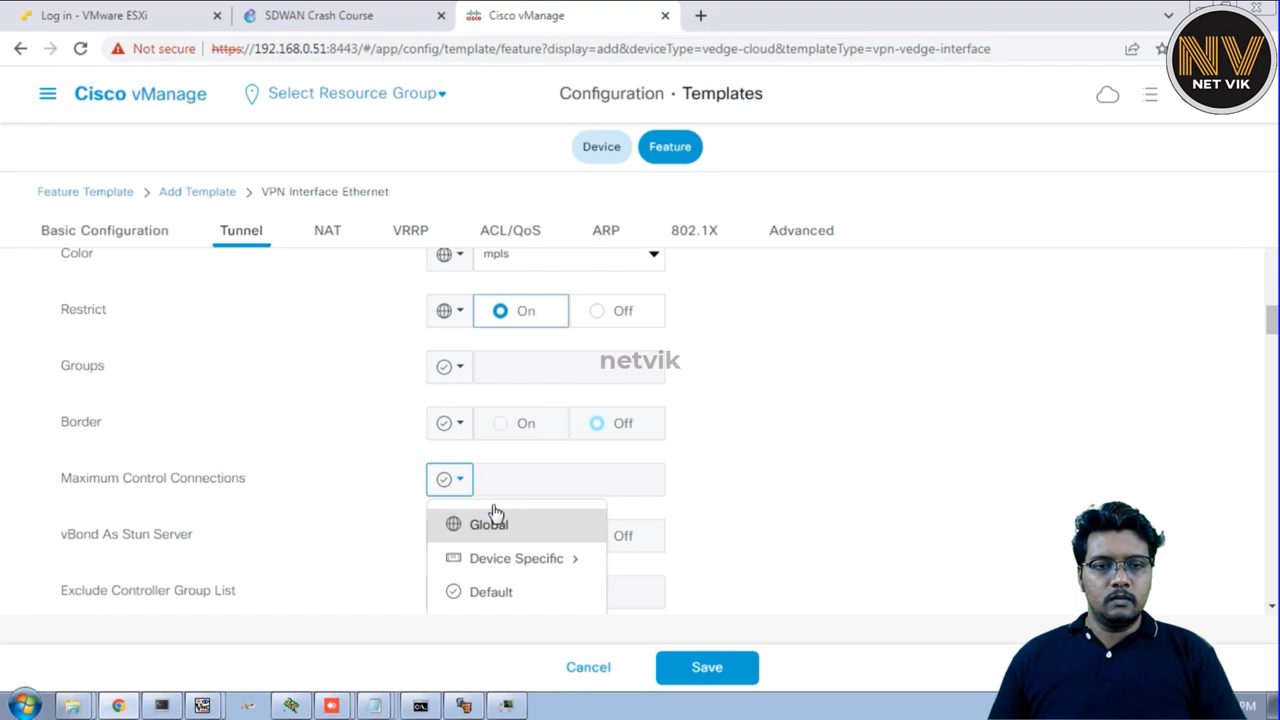 Log in - VMware ESXi
SDWAN Crash Course
Cisco vManage
Not secure
https://192.168.0.51:8443/#/app/config/template/feature?display=add&deviceType=vedge-cloud&templateType=vpn-vedge-interface
NV
NET VIK
Cisco vManage
Select Resource Group
Configuration · Templates
Device
Feature
Feature Template > Add Template > VPN Interface Ethernet
Basic Configuration
Tunnel
NAT
VRRP
ACL/QoS
ARP
802.1X
Advanced
Color
mpls
Restrict
On
Off
Groups
netvik
Border
On
Off
Maximum Control Connections
Global
vBond As Stun Server
Off
Device Specific >
Exclude Controller Group List
Default
Cancel
Save
PM